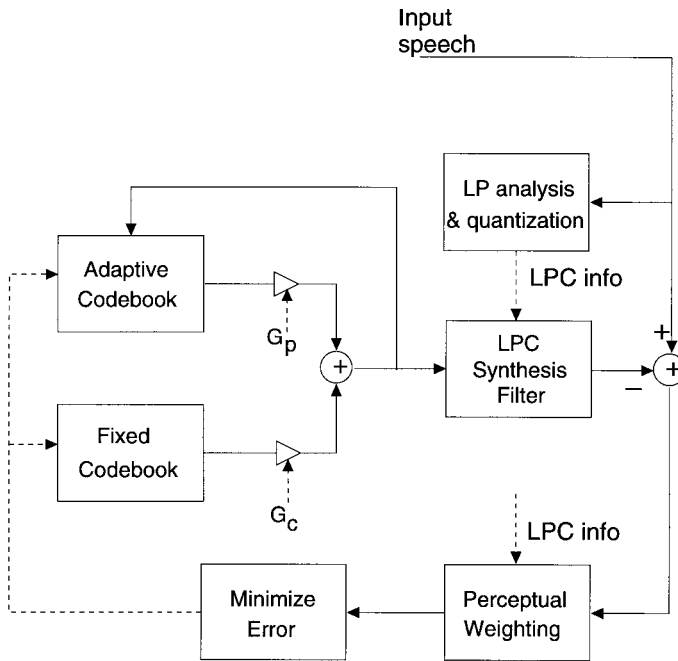 Input
speech
LP analysis
& quantization
LPC info
Adaptive
Codebook
Gp
+
+
LPC
Synthesis
Filter
+
−
Fixed
Codebook
Gc
LPC info
Minimize
Error
Perceptual
Weighting